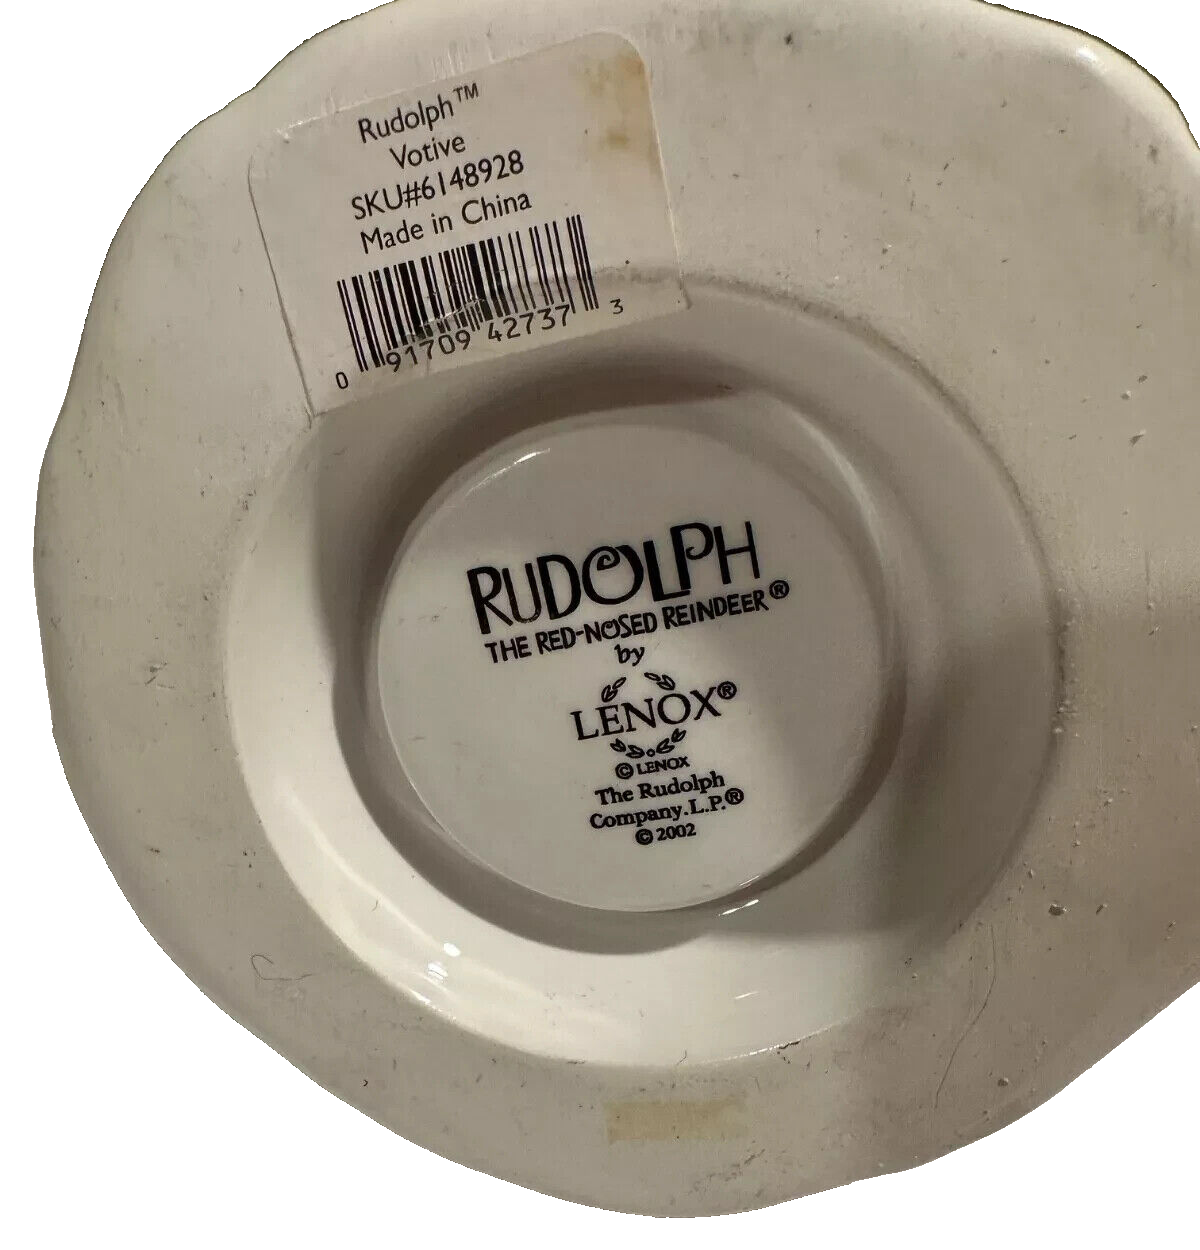 Rudolph™
Votive
SKU#6148928
Made in China
0 91709 42737 3
RUDOLPH
THE RED-NOSED REINDEER®
by
LENOX®
© LENOX
The Rudolph
Company.L.P.®
© 2002